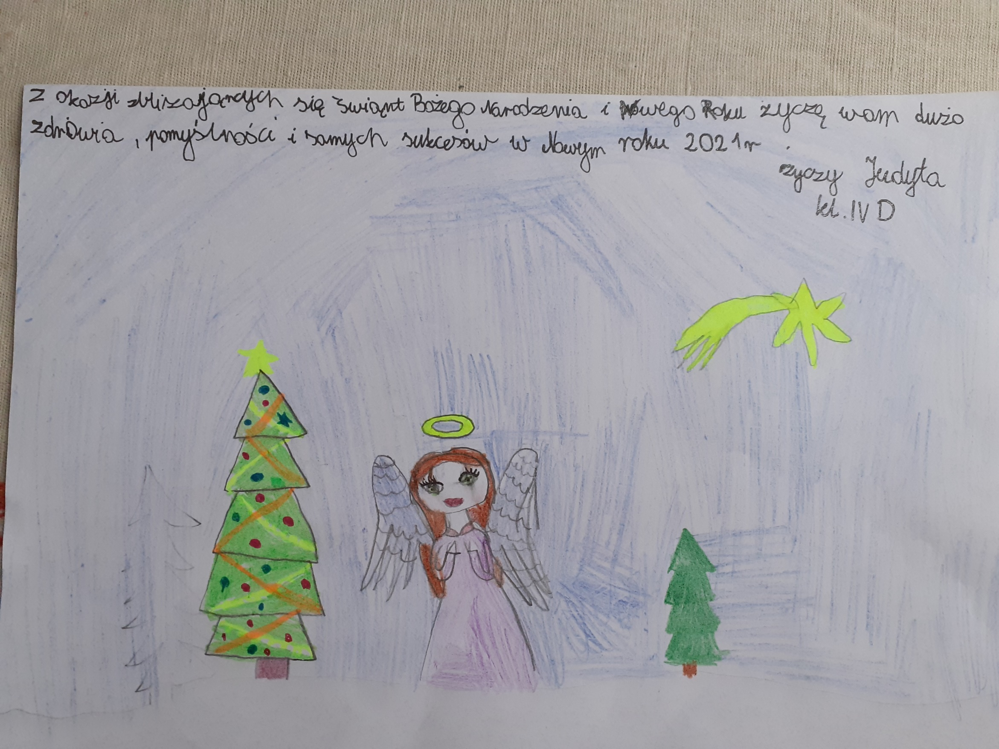 Z okazji zbliżających się Świąnt Bożego Narodzenia i Nowego Roku życzę wam dużo
zdrowia, pomyślności i samych sukcesów w Nowym roku 2021r .
życzy Judyta
kl. IV D